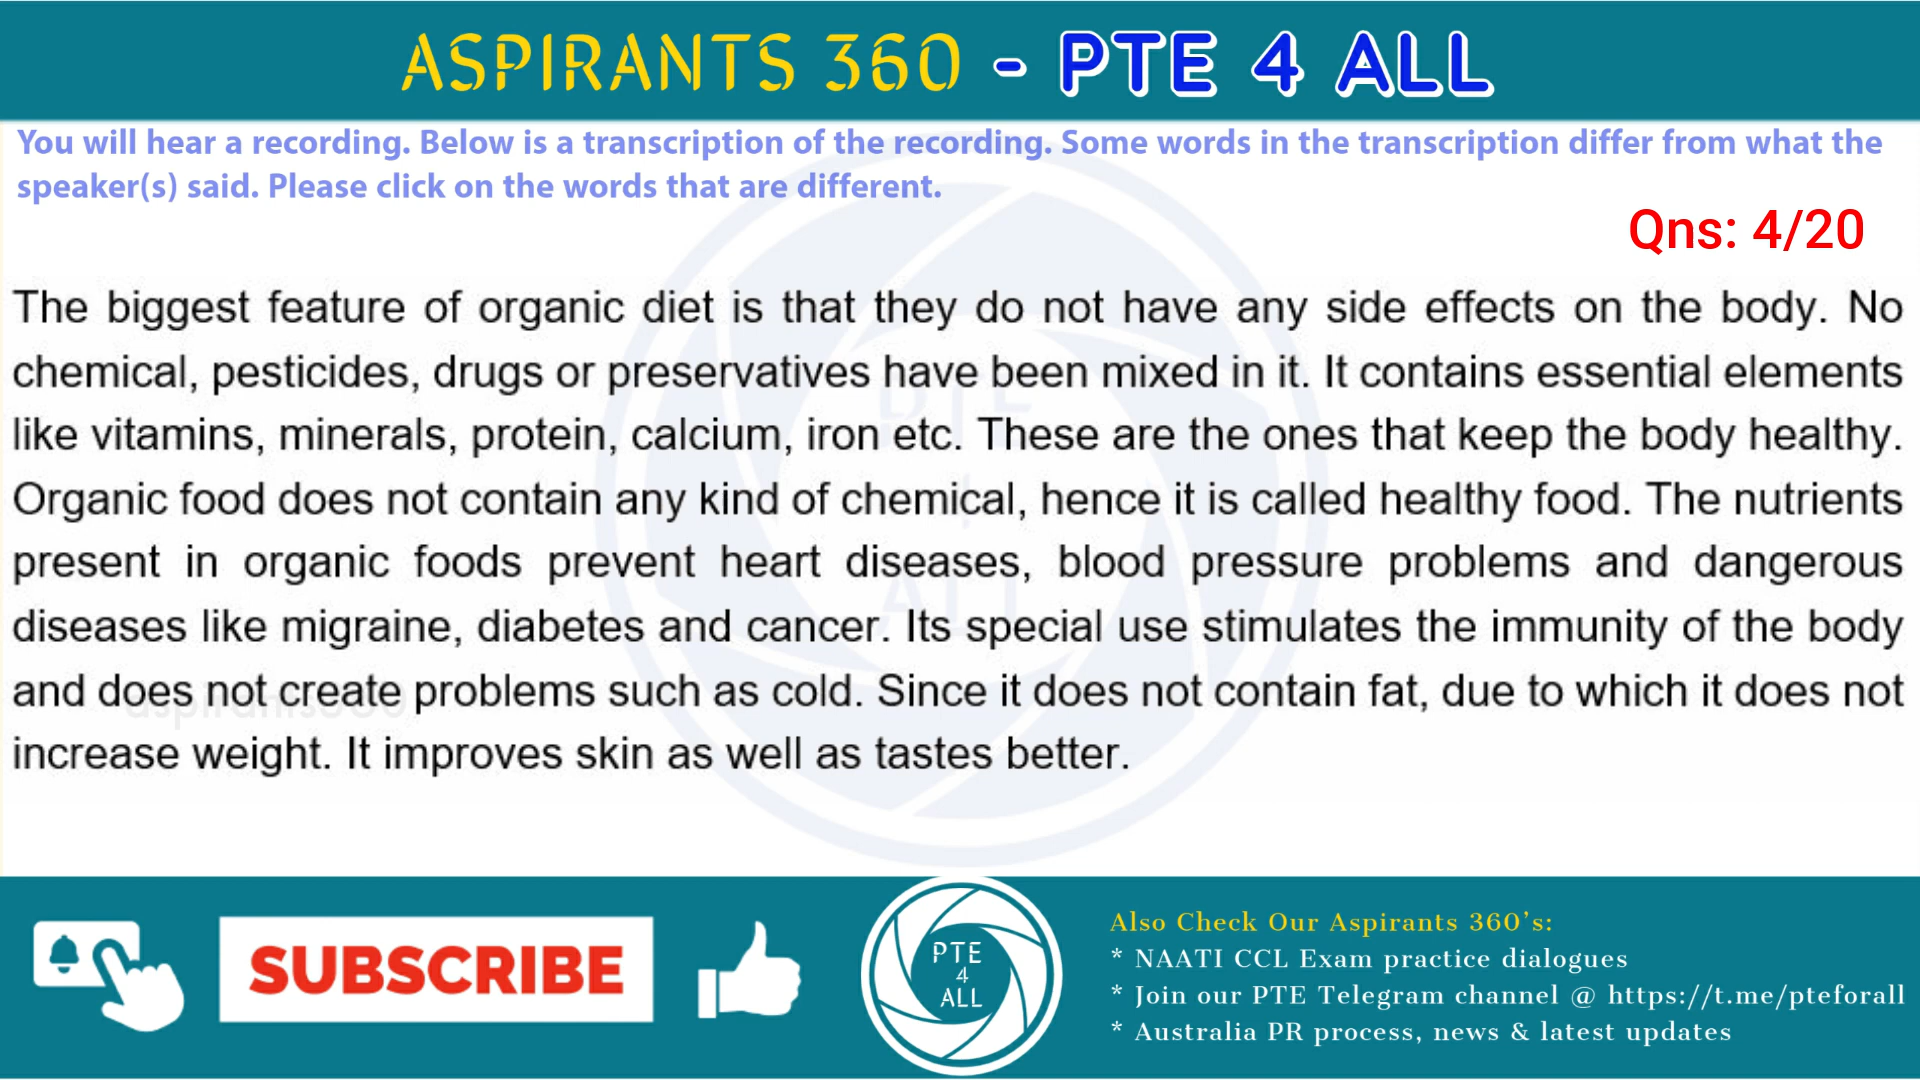 ASPIRANTS 360 - PTE 4 ALL
You will hear a recording. Below is a transcription of the recording. Some words in the transcription differ from what the
speaker(s) said. Please click on the words that are different.
Qns: 4/20
The biggest feature of organic diet is that they do not have any side effects on the body. No
chemical, pesticides, drugs or preservatives have been mixed in it. It contains essential elements
like vitamins, minerals, protein, calcium, iron etc. These are the ones that keep the body healthy.
Organic food does not contain any kind of chemical, hence it is called healthy food. The nutrients
present in organic foods prevent heart diseases, blood pressure problems and dangerous
diseases like migraine, diabetes and cancer. Its special use stimulates the immunity of the body
and does not create problems such as cold. Since it does not contain fat, due to which it does not
increase weight. It improves skin as well as tastes better.
aspirants360
PTE
4
ALL
SUBSCRIBE
PTE
4
ALL
Also Check Our Aspirants 360's:
* NAATI CCL Exam practice dialogues
* Join our PTE Telegram channel @ https://t.me/pteforall
* Australia PR process, news & latest updates